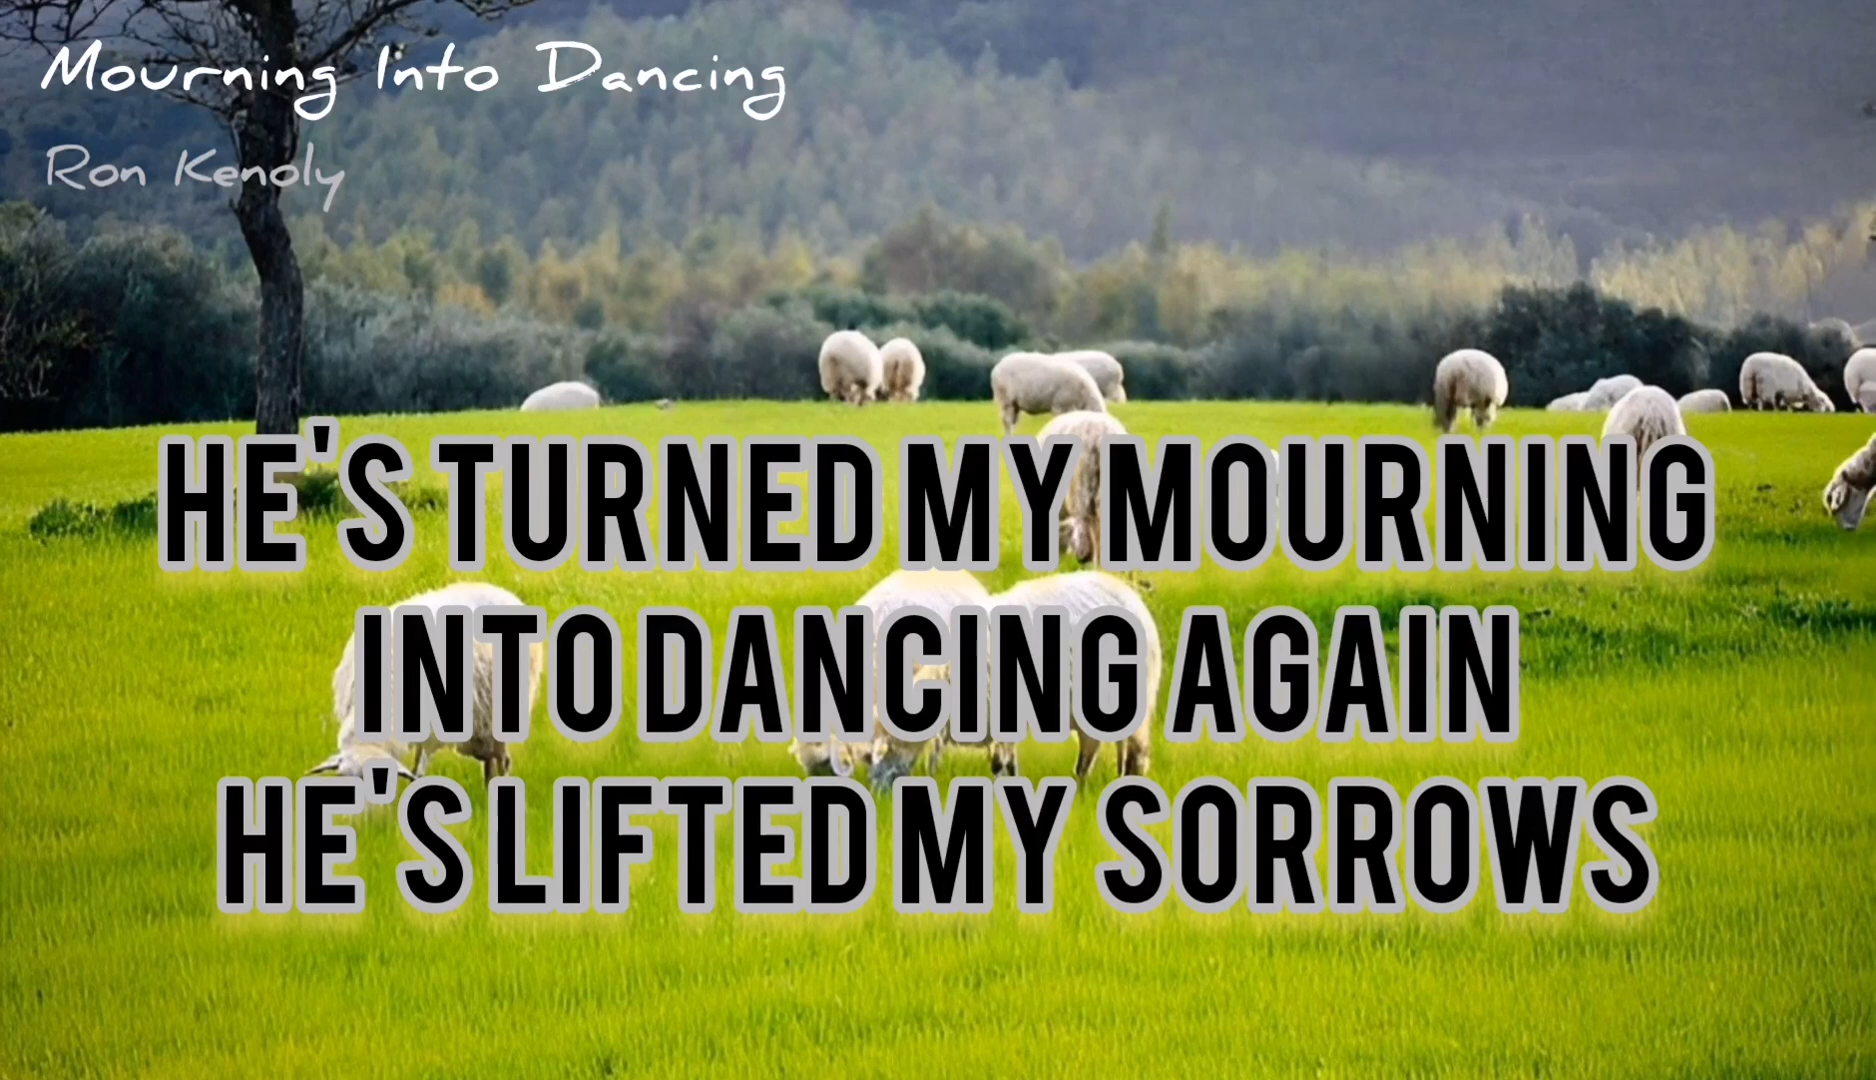 Mourning Into Dancing
Ron Kenoly
HE'S TURNED MY MOURNING
INTO DANCING AGAIN
HE'S LIFTED MY SORROWS